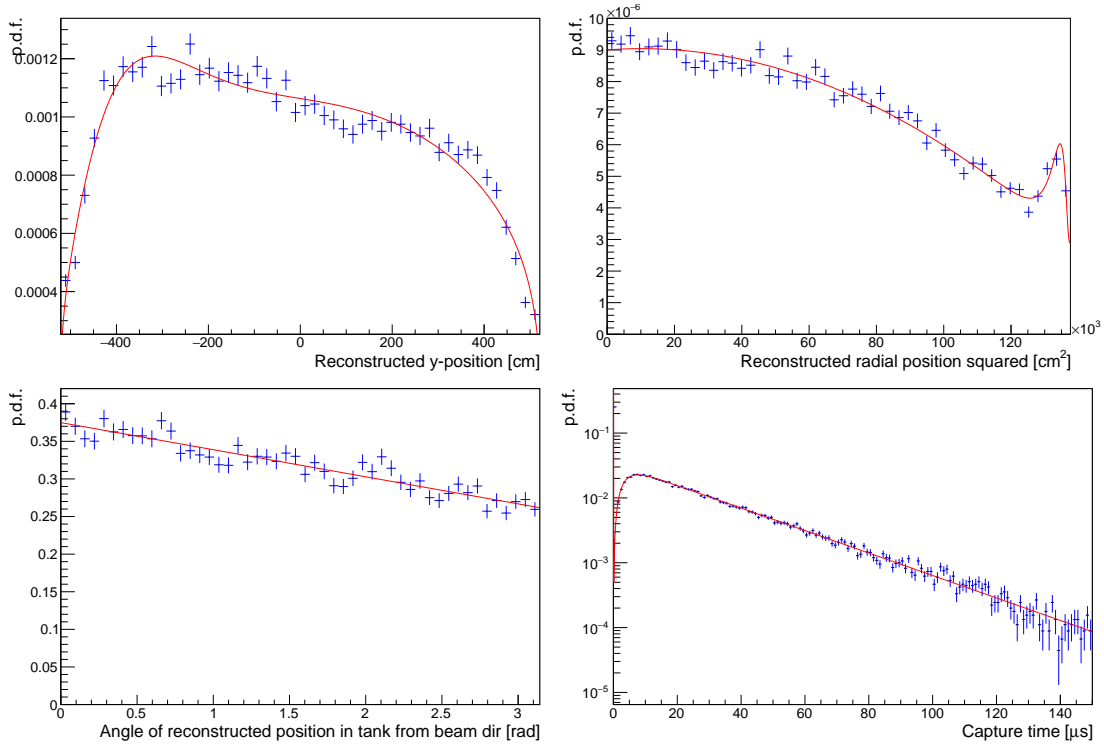 p.d.f.
0.0012
0.001
0.0008
0.0006
0.0004
−400 −200 0 200 400
Reconstructed y-position [cm]
×10−6
p.d.f.
10
9
8
7
6
5
4
3
2
1
0
0 20 40 60 80 100 120
×10³
Reconstructed radial position squared [cm²]
p.d.f.
0.4
0.35
0.3
0.25
0.2
0.15
0.1
0.05
0
0 0.5 1 1.5 2 2.5 3
Angle of reconstructed position in tank from beam dir [rad]
p.d.f.
10−1
10−2
10−3
10−4
10−5
0 20 40 60 80 100 120 140
Capture time [μs]